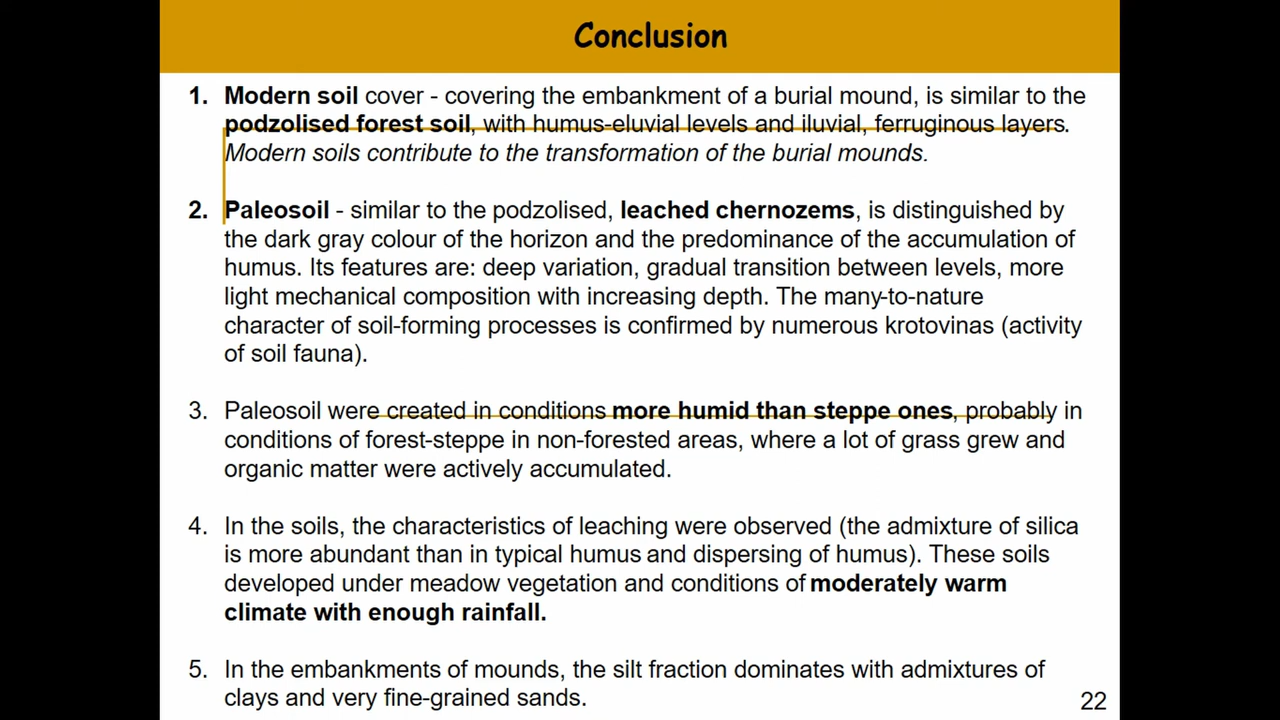 Conclusion
1. Modern soil cover - covering the embankment of a burial mound, is similar to the
podzolised forest soil, with humus-eluvial levels and iluvial, ferruginous layers.
Modern soils contribute to the transformation of the burial mounds.
2. Paleosoil - similar to the podzolised, leached chernozems, is distinguished by
the dark gray colour of the horizon and the predominance of the accumulation of
humus. Its features are: deep variation, gradual transition between levels, more
light mechanical composition with increasing depth. The many-to-nature
character of soil-forming processes is confirmed by numerous krotovinas (activity
of soil fauna).
3. Paleosoil were created in conditions more humid than steppe ones, probably in
conditions of forest-steppe in non-forested areas, where a lot of grass grew and
organic matter were actively accumulated.
4. In the soils, the characteristics of leaching were observed (the admixture of silica
is more abundant than in typical humus and dispersing of humus). These soils
developed under meadow vegetation and conditions of moderately warm
climate with enough rainfall.
5. In the embankments of mounds, the silt fraction dominates with admixtures of
clays and very fine-grained sands.
22